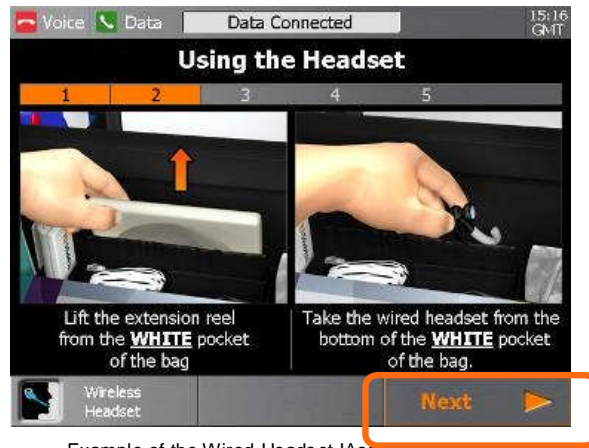 Voice Data Data Connected 15:16
GMT
Using the Headset
1 2 3 4 5
Lift the extension reel
from the WHITE pocket
of the bag
Take the wired headset from the
bottom of the WHITE pocket
of the bag.
Wireless
Headset
Next
Example of the Wired Headset